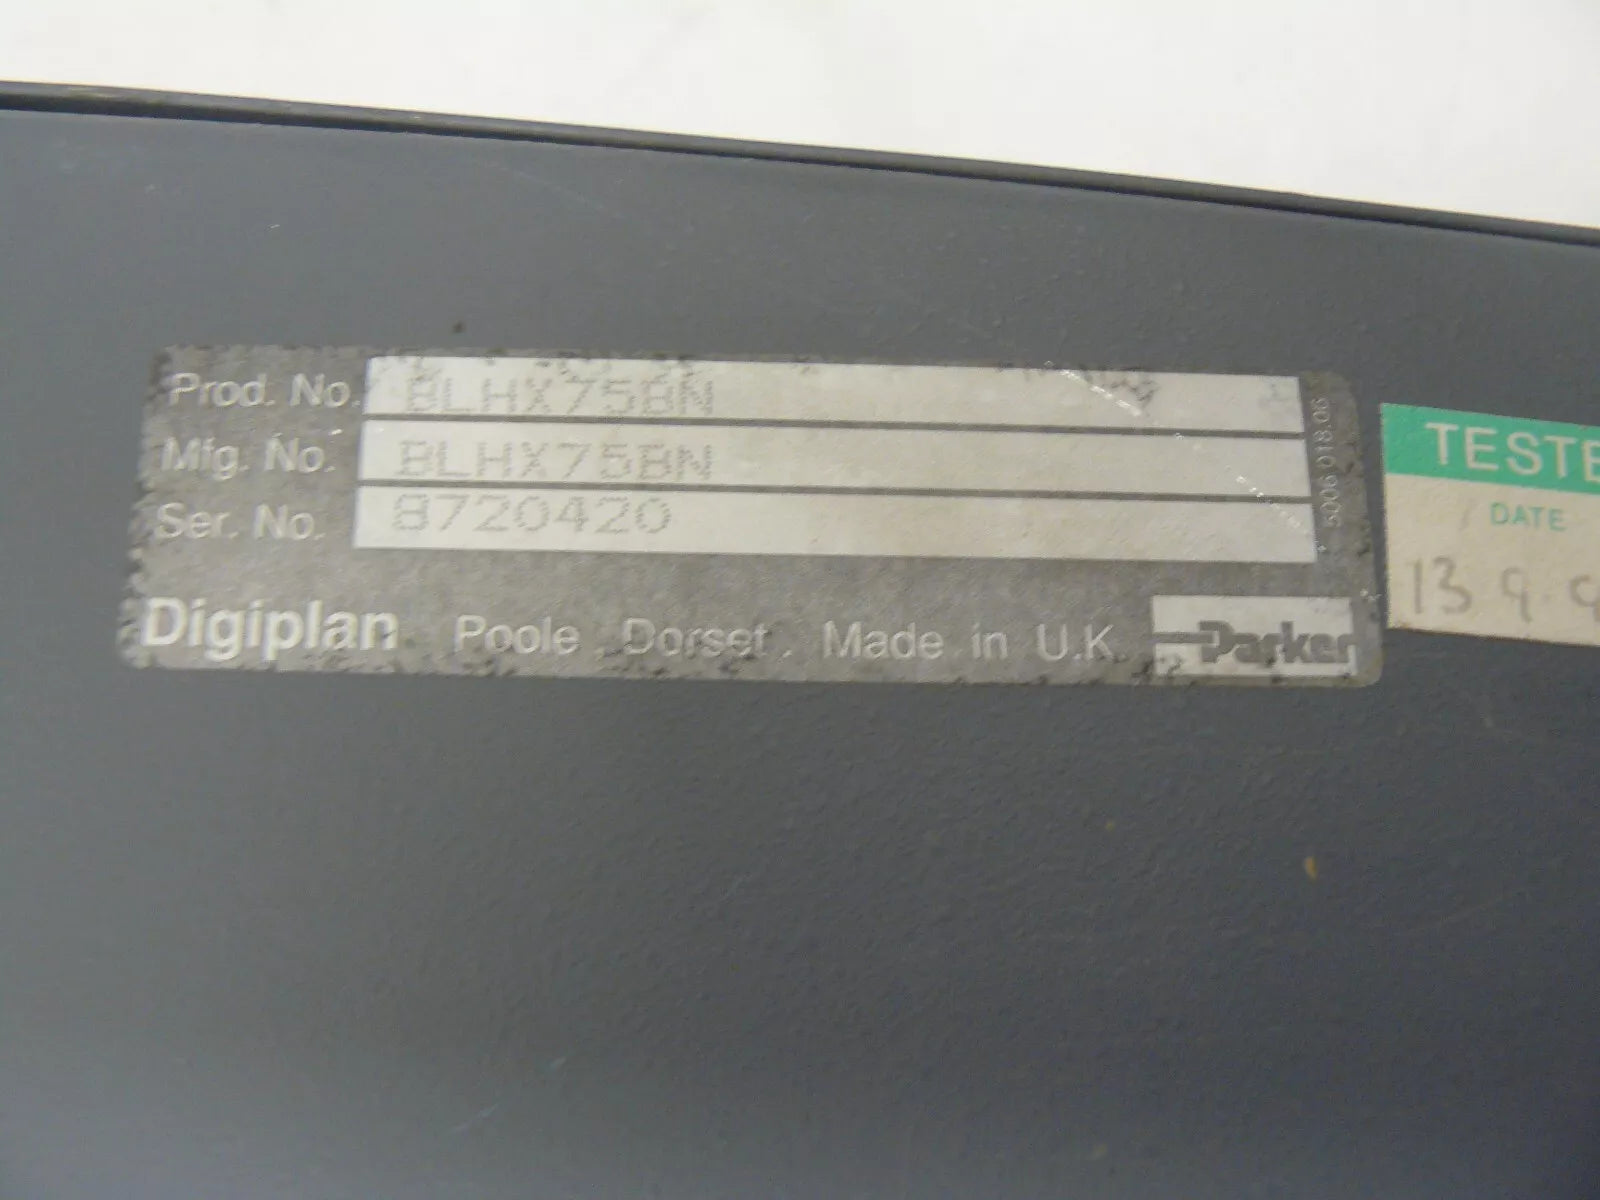 Prod. No. BLHX75BN
Mfg. No. BLHX75BN
Ser. No. 8720420
Digiplan Poole , Dorset . Made in U.K
Parker
5006 018.06
TESTE
DATE
13 9 9